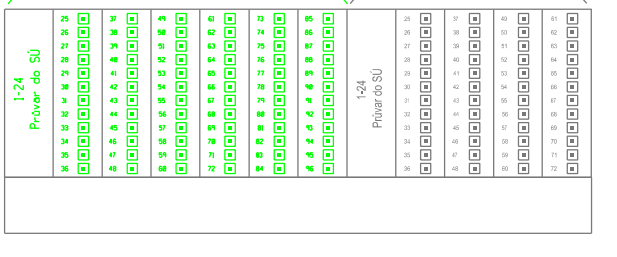 1-24
Prúvar do SÚ
25 37 49 61 73 85
26 38 50 62 74 86
27 39 51 63 75 87
28 40 52 64 76 88
29 41 53 65 77 89
30 42 54 66 78 90
31 43 55 67 79 91
32 44 56 68 80 92
33 45 57 69 81 93
34 46 58 70 82 94
35 47 59 71 83 95
36 48 60 72 84 96
1-24
Prúvar do SÚ
25 37 49 61
26 38 50 62
27 39 51 63
28 40 52 64
29 41 53 65
30 42 54 66
31 43 55 67
32 44 56 68
33 45 57 69
34 46 58 70
35 47 59 71
36 48 60 72